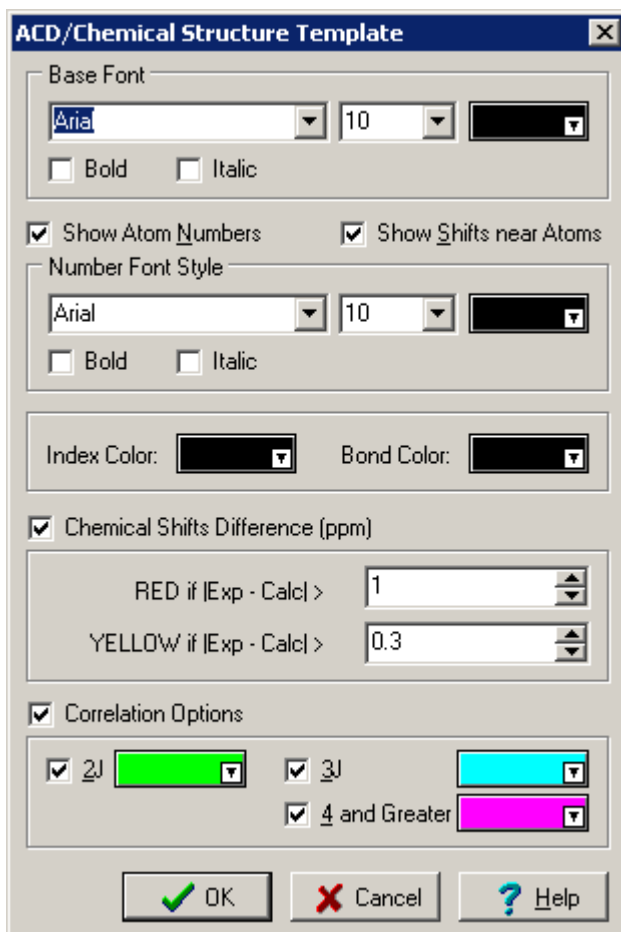 ACD/Chemical Structure Template
Base Font
Arial 10
Bold Italic
Show Atom Numbers Show Shifts near Atoms
Number Font Style
Arial 10
Bold Italic
Index Color: Bond Color:
Chemical Shifts Difference (ppm)
RED if |Exp - Calc| > 1
YELLOW if |Exp - Calc| > 0.3
Correlation Options
2J 3J
4 and Greater
OK Cancel ? Help